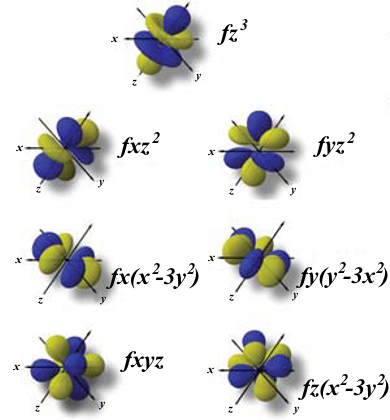 fz³
x
y
z
fxz²
x
y
z
fyz²
x
y
z
fx(x²-3y²)
x
y
z
fy(y²-3x²)
x
y
z
fxyz
x
y
z
fz(x²-3y²)
x
y
z